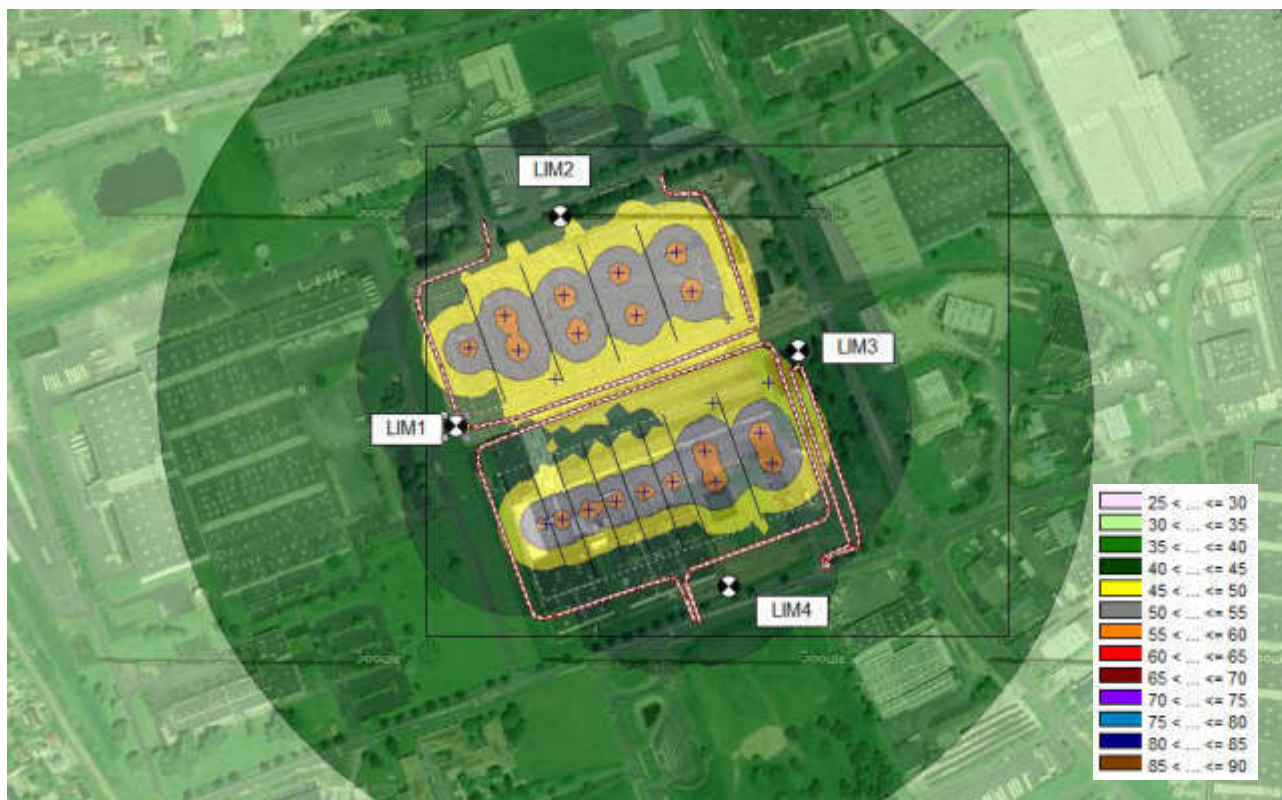 LIM2
LIM3
LIM1
LIM4
25 < ... <= 30
30 < ... <= 35
35 < ... <= 40
40 < ... <= 45
45 < ... <= 50
50 < ... <= 55
55 < ... <= 60
60 < ... <= 65
65 < ... <= 70
70 < ... <= 75
75 < ... <= 80
80 < ... <= 85
85 < ... <= 90